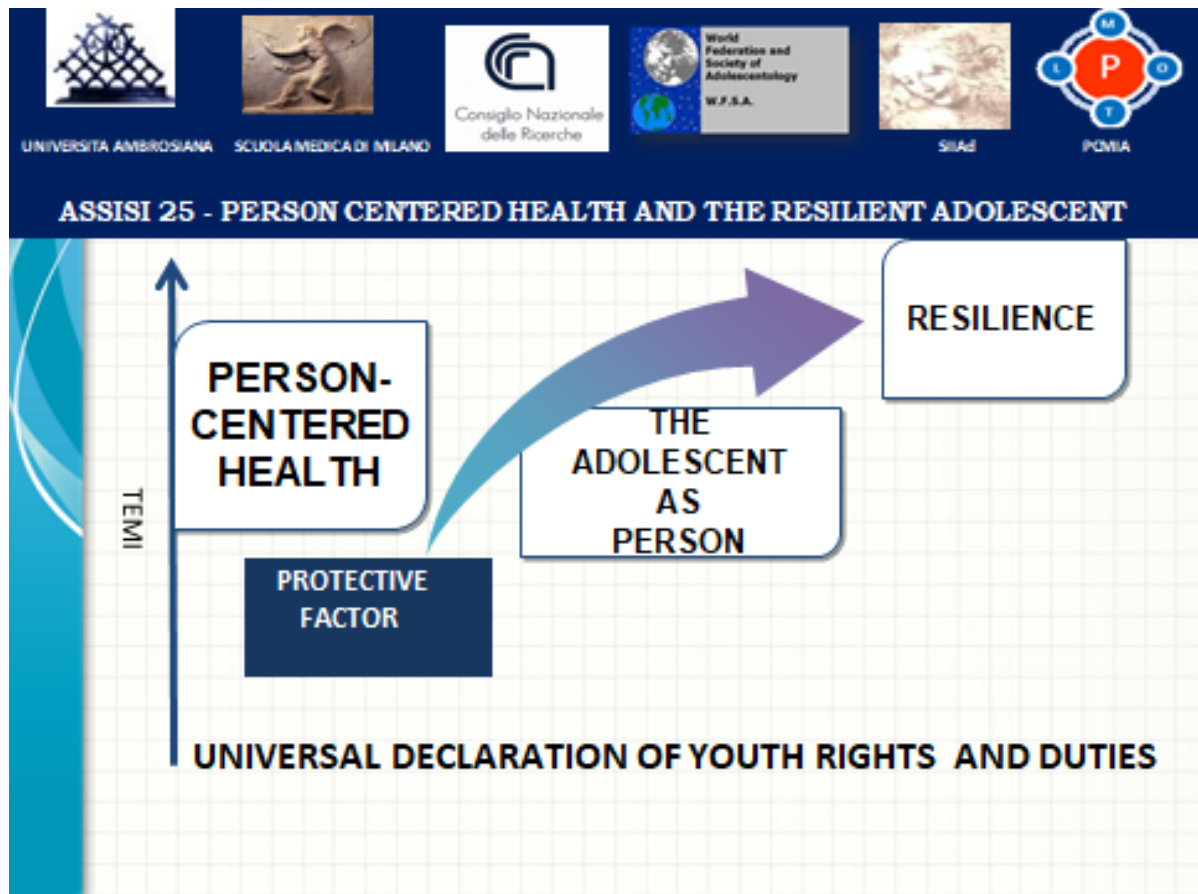 World
Federation and
Society of
Adolescentology
W.F.S.A.
Consiglio Nazionale
delle Ricerche
M
L
P
O
T
UNIVERSITA AMBROSIANA
SCUOLA MEDICA DI MILANO
SIIAd
PCMIA
ASSISI 25 - PERSON CENTERED HEALTH AND THE RESILIENT ADOLESCENT
RESILIENCE
PERSON-
CENTERED
HEALTH
THE
ADOLESCENT
AS
PERSON
TEMI
PROTECTIVE
FACTOR
UNIVERSAL DECLARATION OF YOUTH RIGHTS AND DUTIES